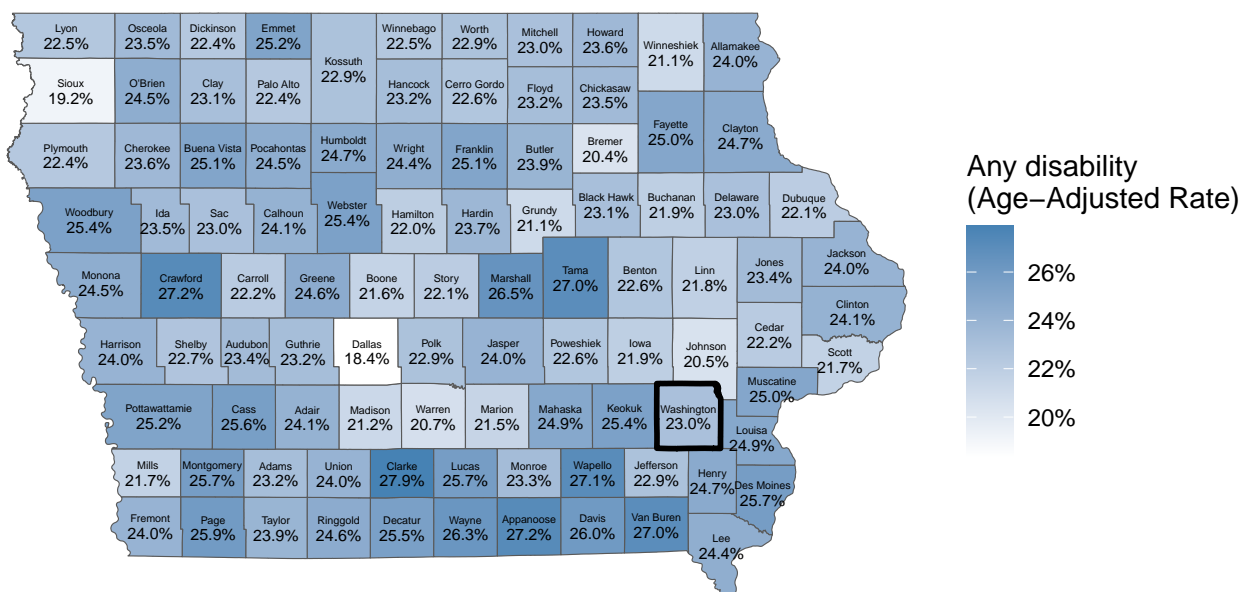 Lyon
22.5%
Osceola
23.5%
Dickinson
22.4%
Emmet
25.2%
Kossuth
22.9%
Winnebago
22.5%
Worth
22.9%
Mitchell
23.0%
Howard
23.6%
Winneshiek
21.1%
Allamakee
24.0%
Sioux
19.2%
O'Brien
24.5%
Clay
23.1%
Palo Alto
22.4%
Hancock
23.2%
Cerro Gordo
22.6%
Floyd
23.2%
Chickasaw
23.5%
Fayette
25.0%
Clayton
24.7%
Plymouth
22.4%
Cherokee
23.6%
Buena Vista
25.1%
Pocahontas
24.5%
Humboldt
24.7%
Wright
24.4%
Franklin
25.1%
Butler
23.9%
Bremer
20.4%
Woodbury
25.4%
Ida
23.5%
Sac
23.0%
Calhoun
24.1%
Webster
25.4%
Hamilton
22.0%
Hardin
23.7%
Grundy
21.1%
Black Hawk
23.1%
Buchanan
21.9%
Delaware
23.0%
Dubuque
22.1%
Monona
24.5%
Crawford
27.2%
Carroll
22.2%
Greene
24.6%
Boone
21.6%
Story
22.1%
Marshall
26.5%
Tama
27.0%
Benton
22.6%
Linn
21.8%
Jones
23.4%
Jackson
24.0%
Clinton
24.1%
Harrison
24.0%
Shelby
22.7%
Audubon
23.4%
Guthrie
23.2%
Dallas
18.4%
Polk
22.9%
Jasper
24.0%
Poweshiek
22.6%
Iowa
21.9%
Johnson
20.5%
Cedar
22.2%
Scott
21.7%
Muscatine
25.0%
Pottawattamie
25.2%
Cass
25.6%
Adair
24.1%
Madison
21.2%
Warren
20.7%
Marion
21.5%
Mahaska
24.9%
Keokuk
25.4%
Washington
23.0%
Louisa
24.9%
Mills
21.7%
Montgomery
25.7%
Adams
23.2%
Union
24.0%
Clarke
27.9%
Lucas
25.7%
Monroe
23.3%
Wapello
27.1%
Jefferson
22.9%
Henry
24.7%
Des Moines
25.7%
Fremont
24.0%
Page
25.9%
Taylor
23.9%
Ringgold
24.6%
Decatur
25.5%
Wayne
26.3%
Appanoose
27.2%
Davis
26.0%
Van Buren
27.0%
Lee
24.4%
Any disability
(Age−Adjusted Rate)
26%
24%
22%
20%